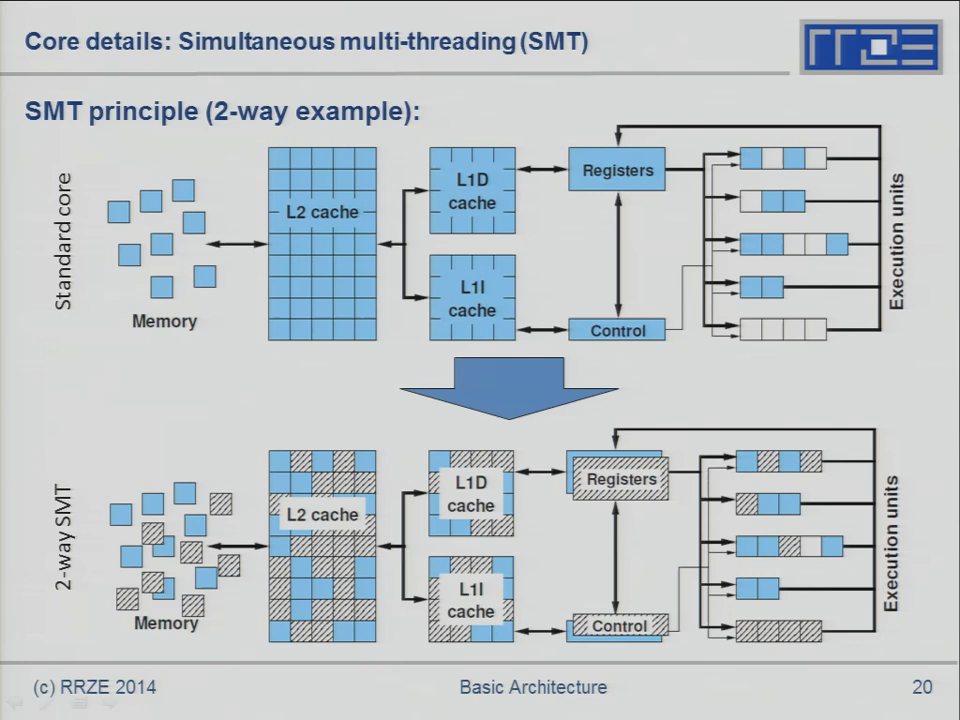 Core details: Simultaneous multi-threading (SMT)
RRZE
SMT principle (2-way example):
Standard core
Memory
L2 cache
L1D
cache
L1I
cache
Registers
Control
Execution units
2-way SMT
Memory
L2 cache
L1D
cache
L1I
cache
Registers
Control
Execution units
(c) RRZE 2014
Basic Architecture
20